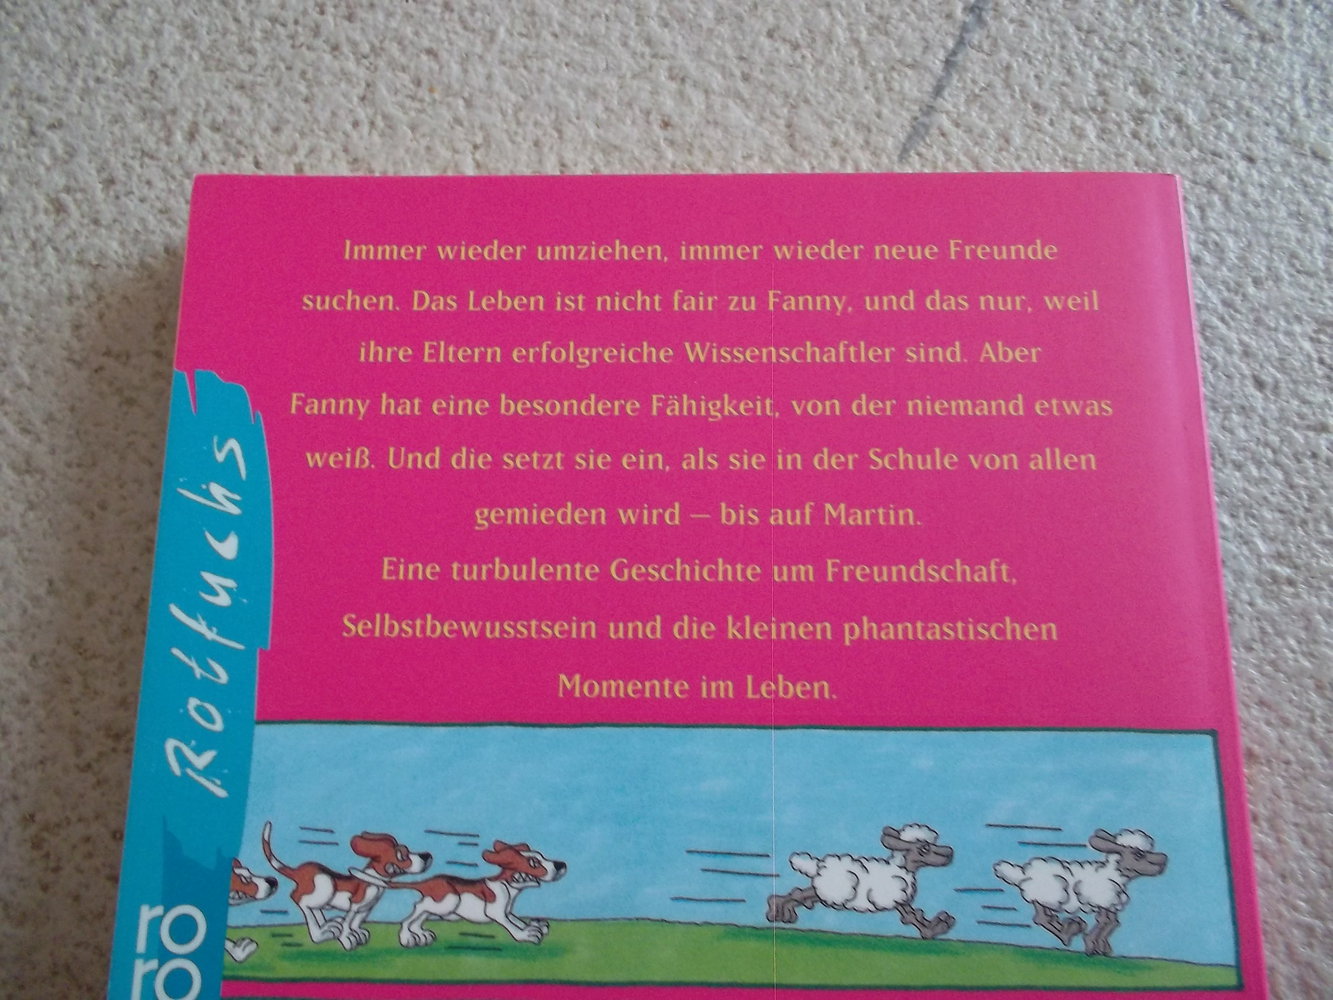 Immer wieder umziehen, immer wieder neue Freunde
suchen. Das Leben ist nicht fair zu Fanny, und das nur, weil
ihre Eltern erfolgreiche Wissenschaftler sind. Aber
Fanny hat eine besondere Fähigkeit, von der niemand etwas
weiß. Und die setzt sie ein, als sie in der Schule von allen
gemieden wird – bis auf Martin.
Eine turbulente Geschichte um Freundschaft,
Selbstbewusstsein und die kleinen phantastischen
Momente im Leben.
Rotfuchs
ro
ro